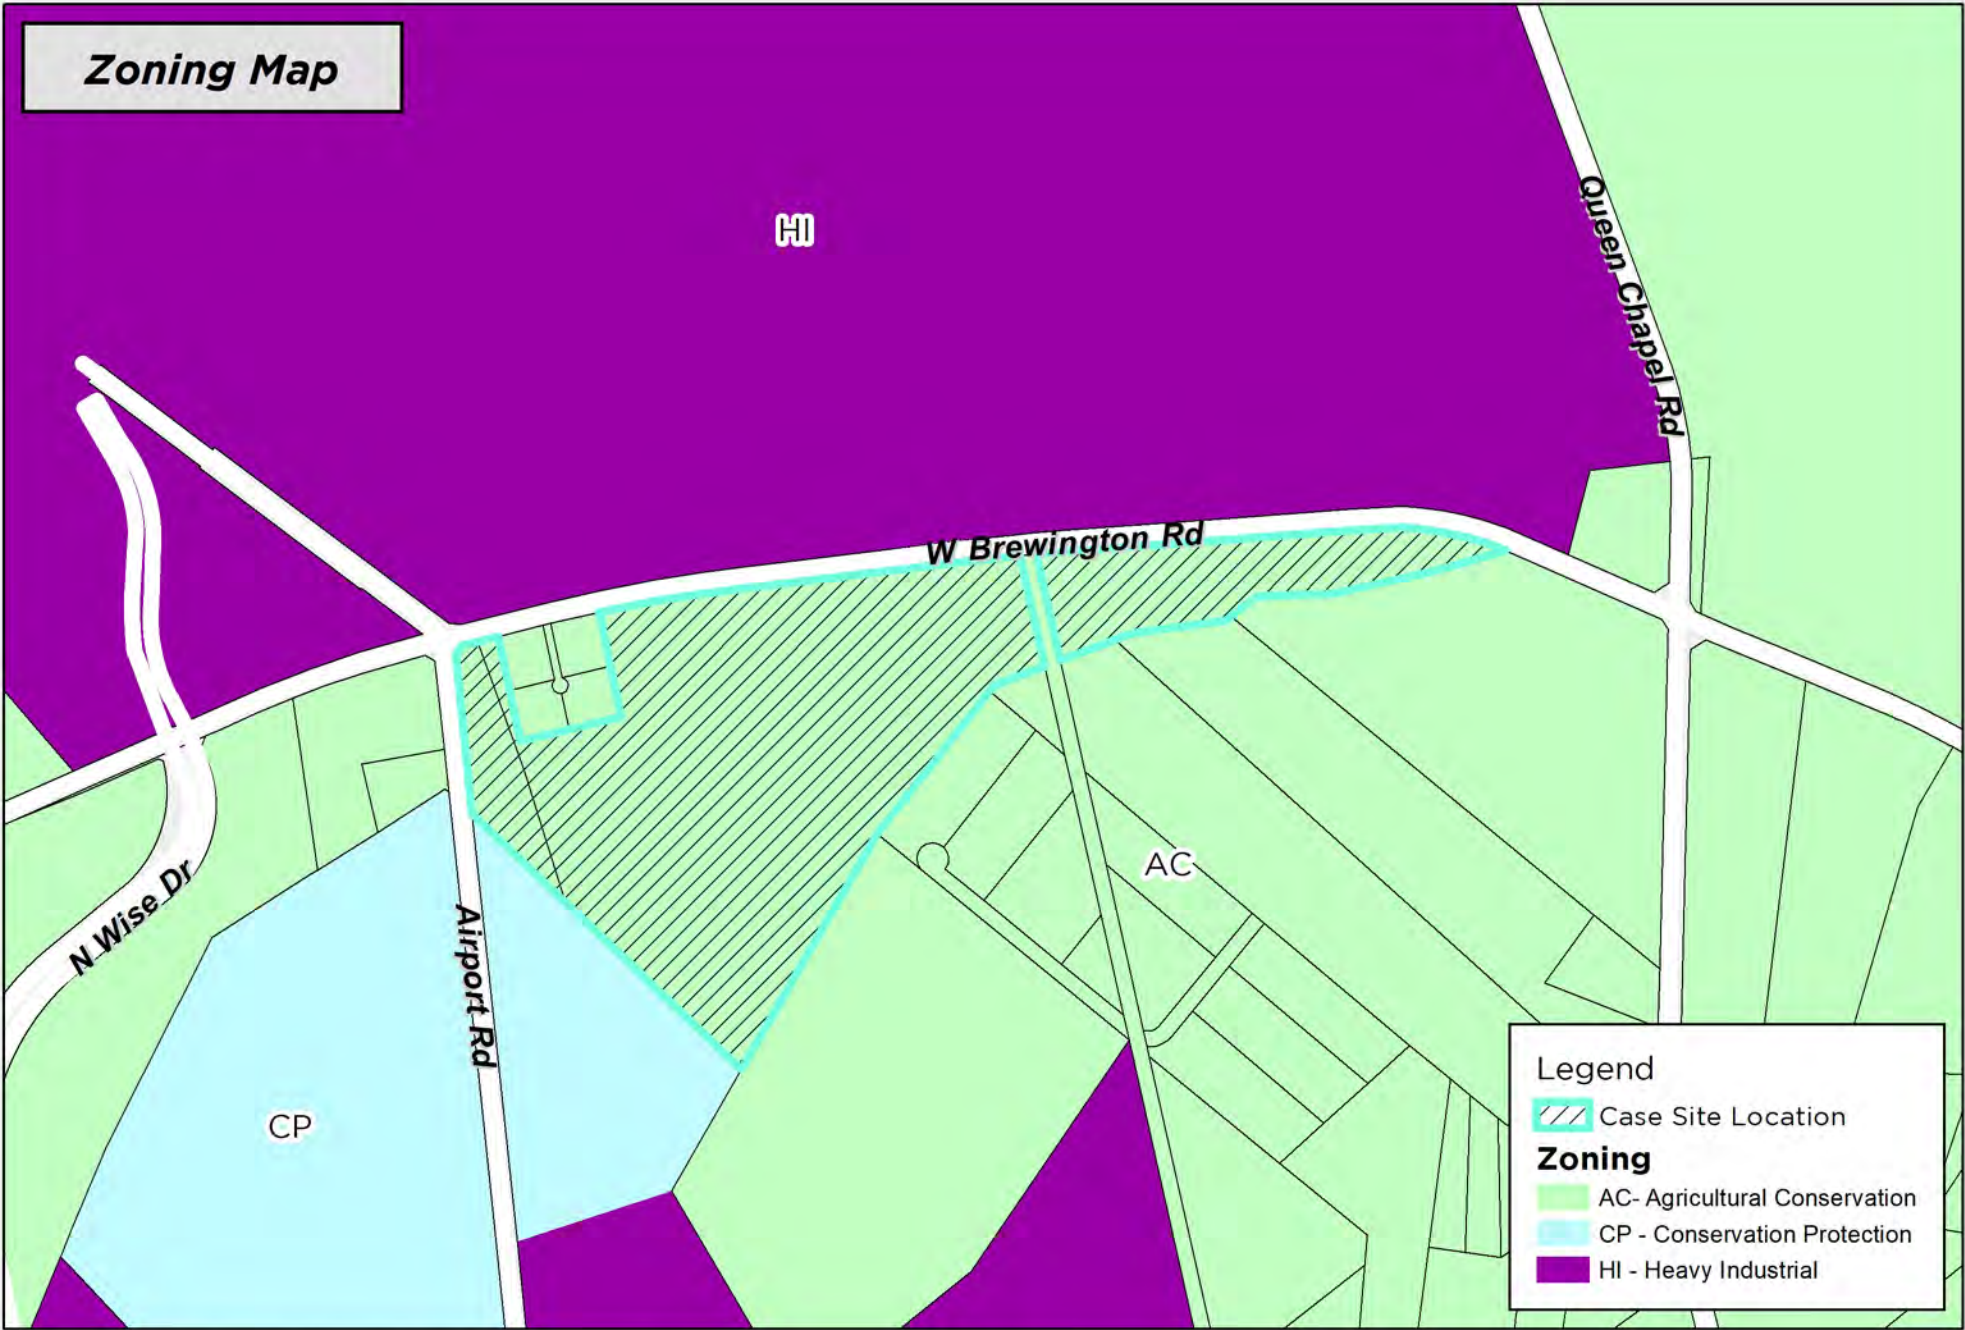 Zoning Map
HI
Queen Chapel Rd
W Brewington Rd
AC
N Wise Dr
Airport Rd
CP
Legend
Case Site Location
Zoning
AC- Agricultural Conservation
CP - Conservation Protection
HI - Heavy Industrial